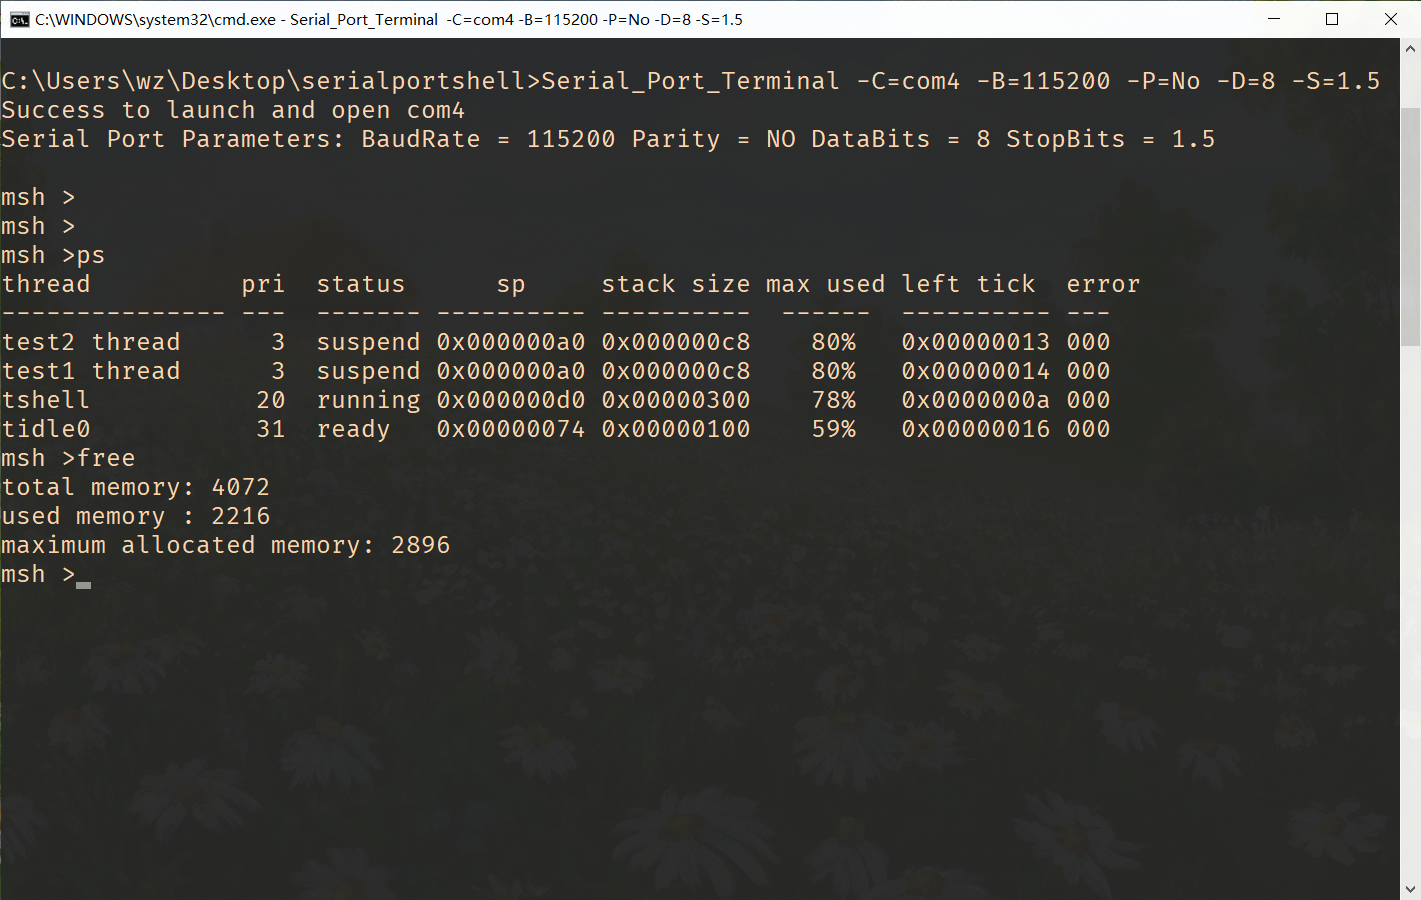 C:\WINDOWS\system32\cmd.exe - Serial_Port_Terminal  -C=com4 -B=115200 -P=No -D=8 -S=1.5
C:\Users\wz\Desktop\serialportshell>Serial_Port_Terminal -C=com4 -B=115200 -P=No -D=8 -S=1.5
Success to launch and open com4
Serial Port Parameters: BaudRate = 115200 Parity = NO DataBits = 8 StopBits = 1.5
msh >
msh >
msh >ps
thread          pri  status      sp     stack size max used left tick  error
--------------- ---  ------- ---------- ----------  ------  ---------- ---
test2 thread      3  suspend 0x000000a0 0x000000c8    80%   0x00000013 000
test1 thread      3  suspend 0x000000a0 0x000000c8    80%   0x00000014 000
tshell           20  running 0x000000d0 0x00000300    78%   0x0000000a 000
tidle0           31  ready   0x00000074 0x00000100    59%   0x00000016 000
msh >free
total memory: 4072
used memory : 2216
maximum allocated memory: 2896
msh >